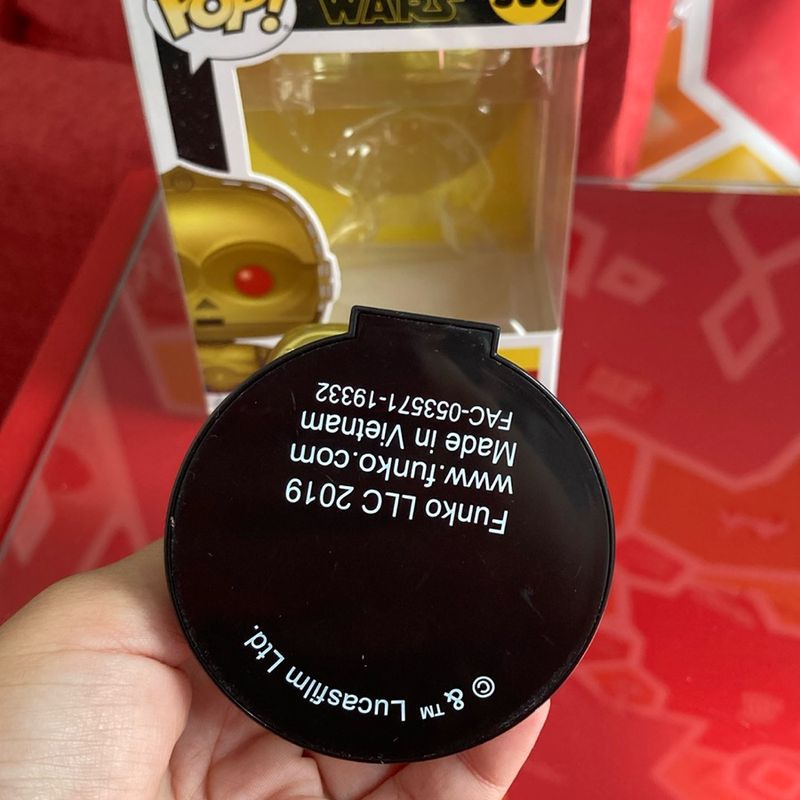 POP!
WARS
FAC-053571-19332
Made in Vietnam
www.funko.com
Funko LLC 2019
© & ™ Lucasfilm Ltd.